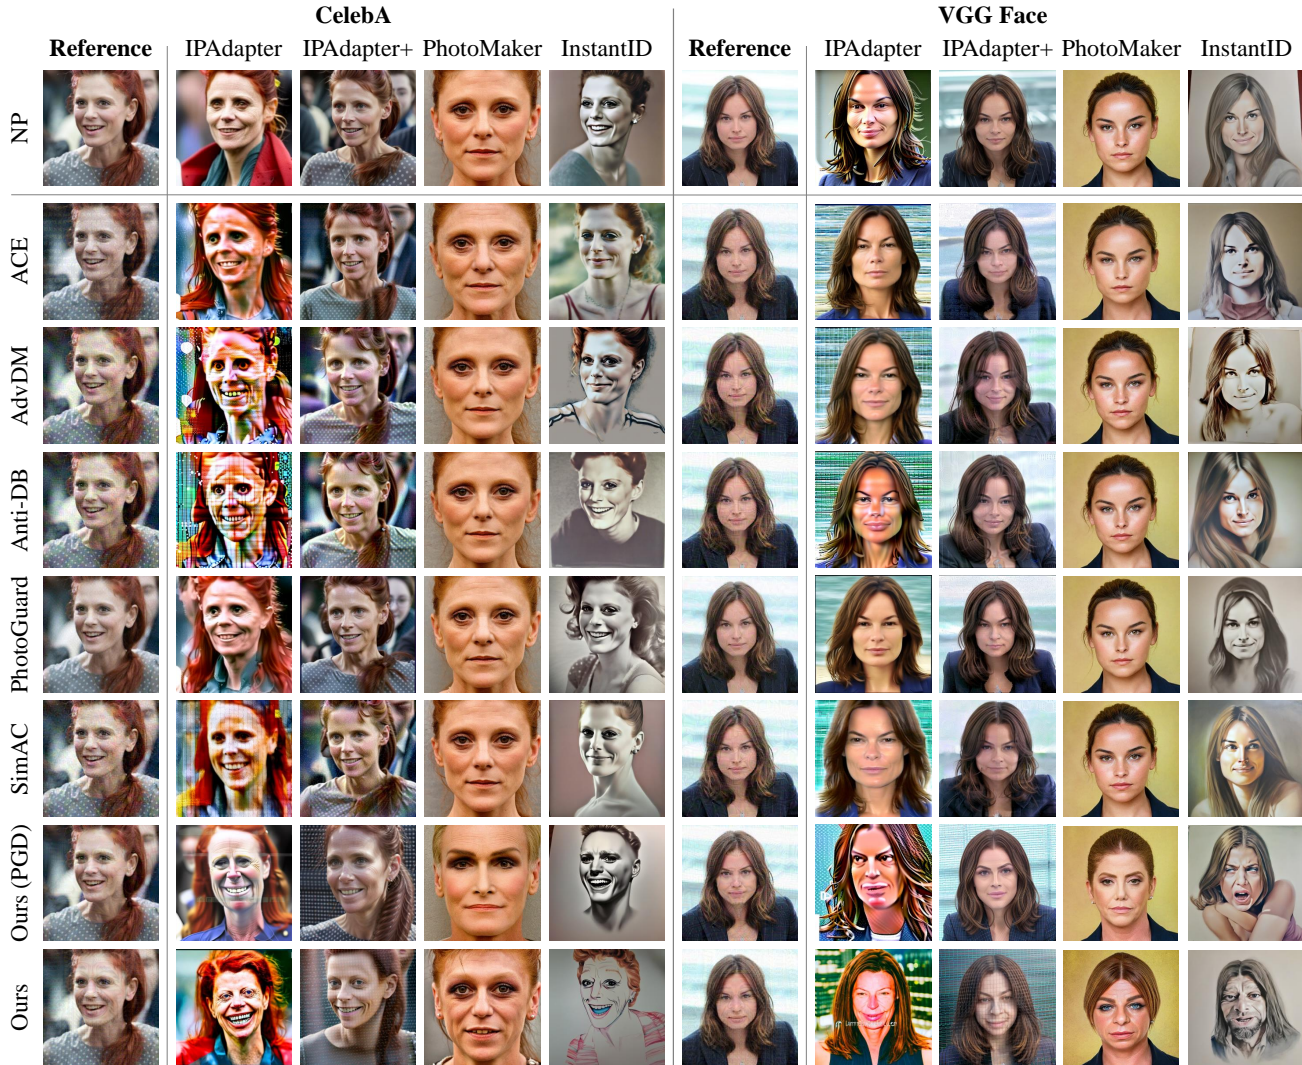 CelebA VGG Face
Reference IPAdapter IPAdapter+ PhotoMaker InstantID Reference IPAdapter IPAdapter+ PhotoMaker InstantID
NP
ACE
AdvDM
Anti-DB
PhotoGuard
SimAC
Ours (PGD)
Ours